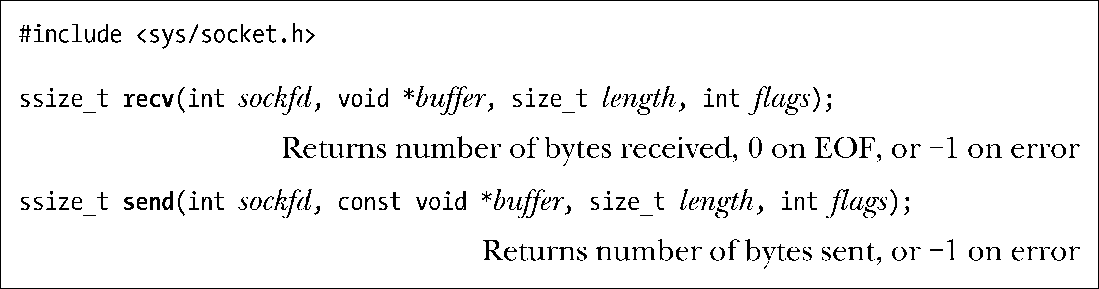 #include <sys/socket.h>
ssize_t recv(int sockfd, void *buffer, size_t length, int flags);
Returns number of bytes received, 0 on EOF, or –1 on error
ssize_t send(int sockfd, const void *buffer, size_t length, int flags);
Returns number of bytes sent, or –1 on error